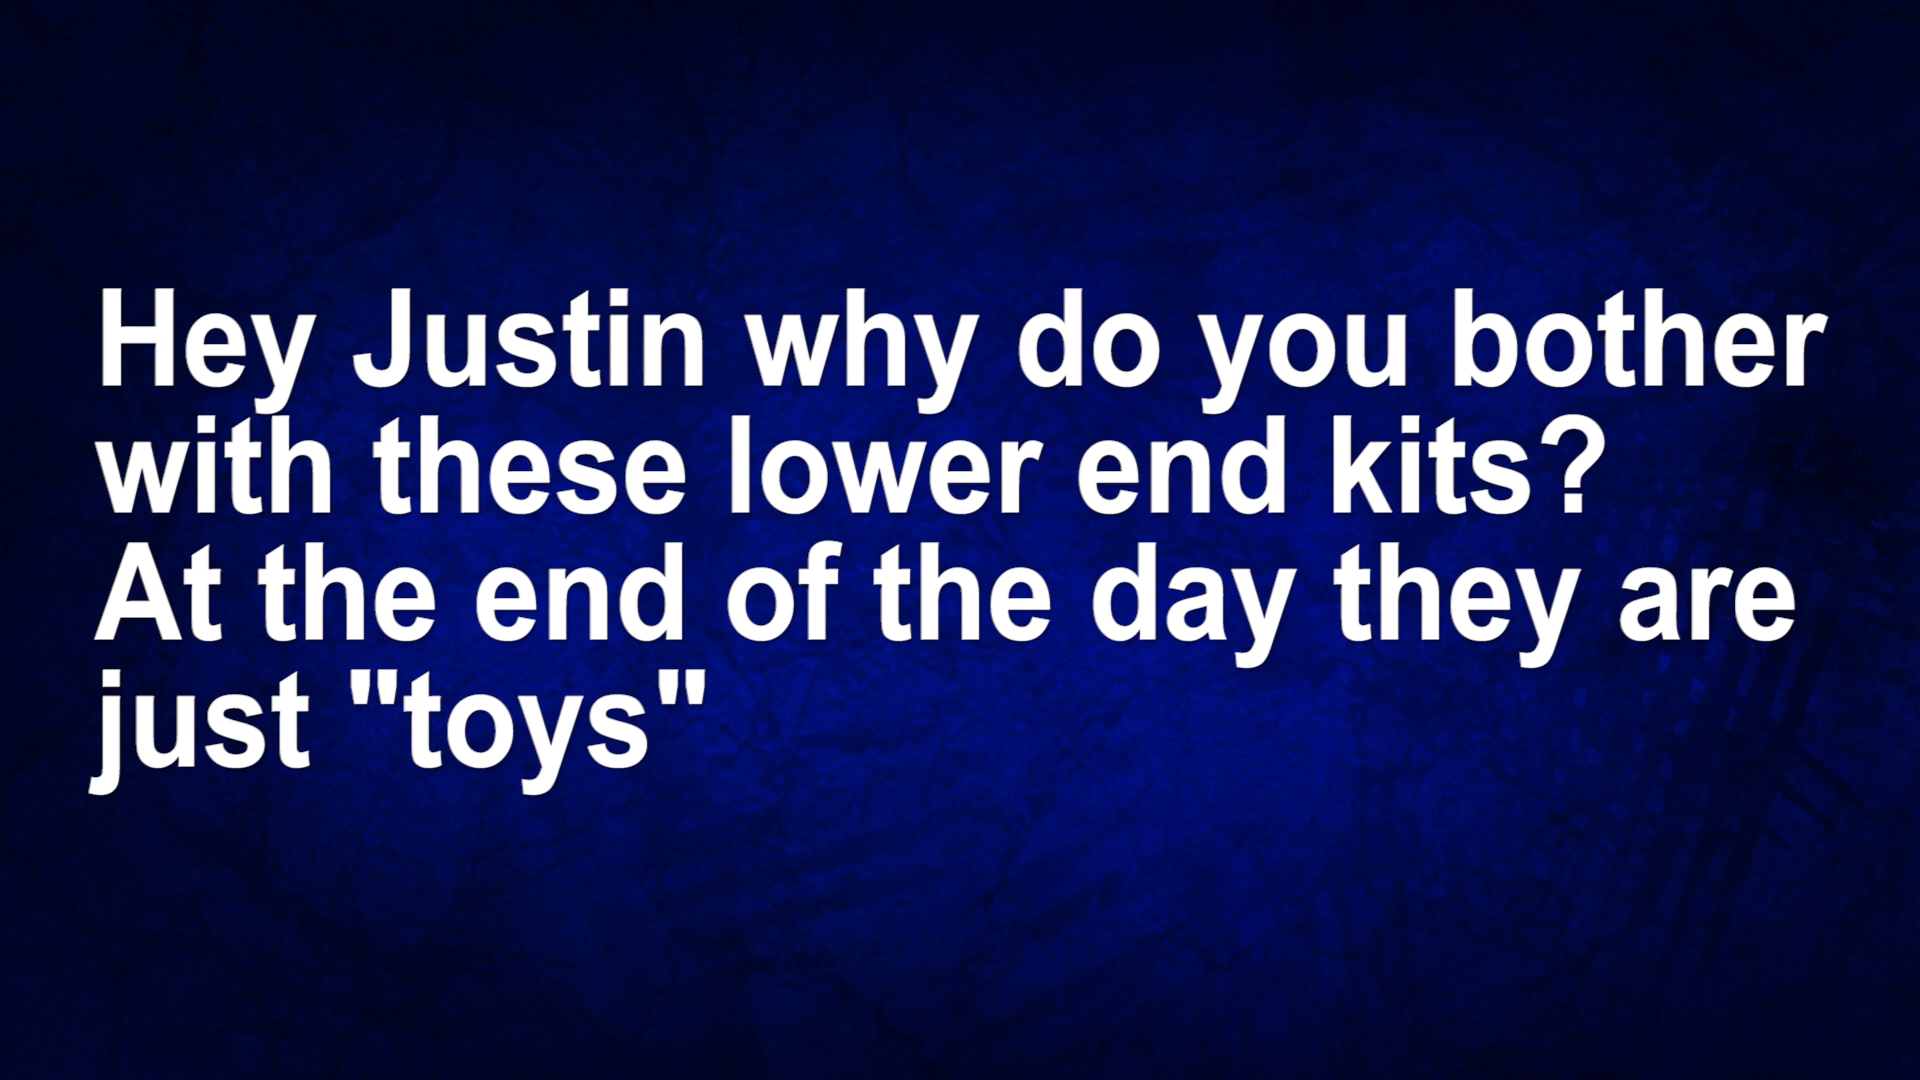 Hey Justin why do you bother
with these lower end kits?
At the end of the day they are
just "toys"